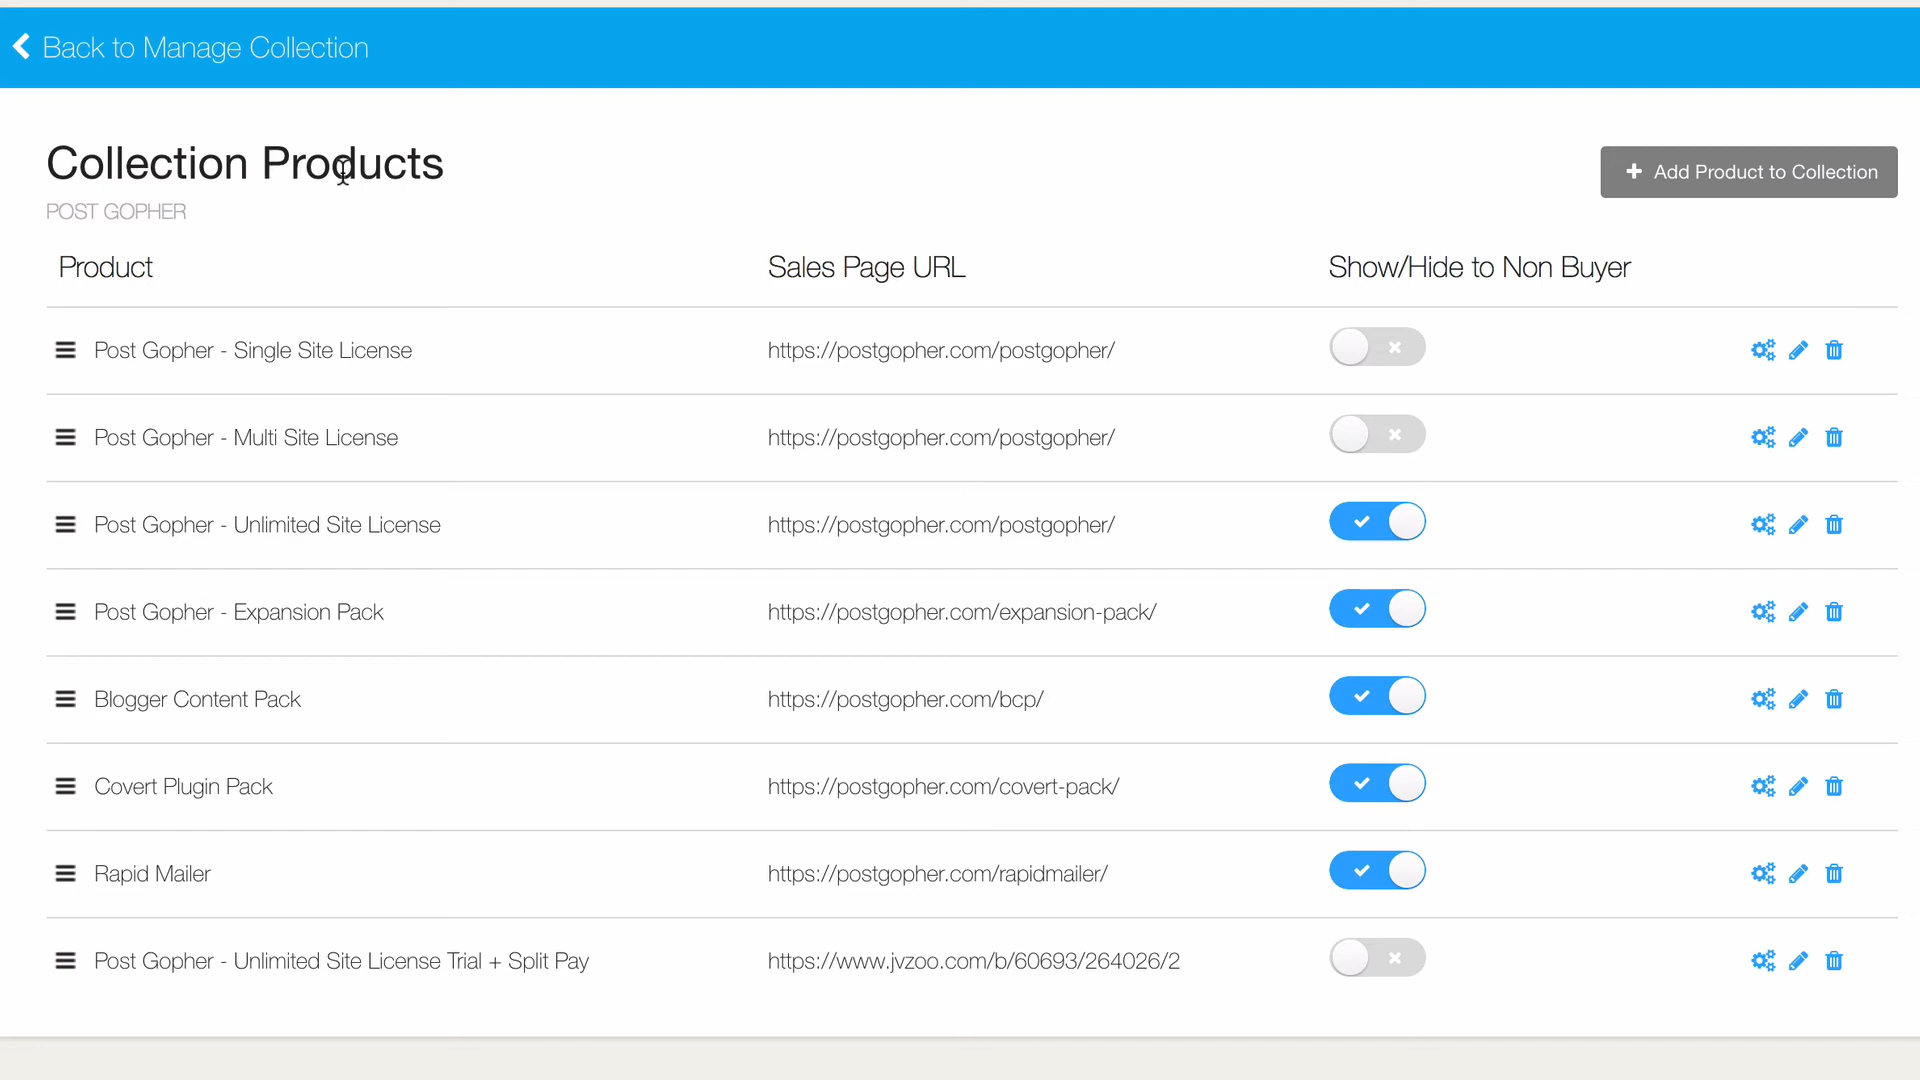 Back to Manage Collection
Collection Products
+ Add Product to Collection
POST GOPHER
Product Sales Page URL Show/Hide to Non Buyer
Post Gopher - Single Site License https://postgopher.com/postgopher/
Post Gopher - Multi Site License https://postgopher.com/postgopher/
Post Gopher - Unlimited Site License https://postgopher.com/postgopher/
Post Gopher - Expansion Pack https://postgopher.com/expansion-pack/
Blogger Content Pack https://postgopher.com/bcp/
Covert Plugin Pack https://postgopher.com/covert-pack/
Rapid Mailer https://postgopher.com/rapidmailer/
Post Gopher - Unlimited Site License Trial + Split Pay https://www.jvzoo.com/b/60693/264026/2